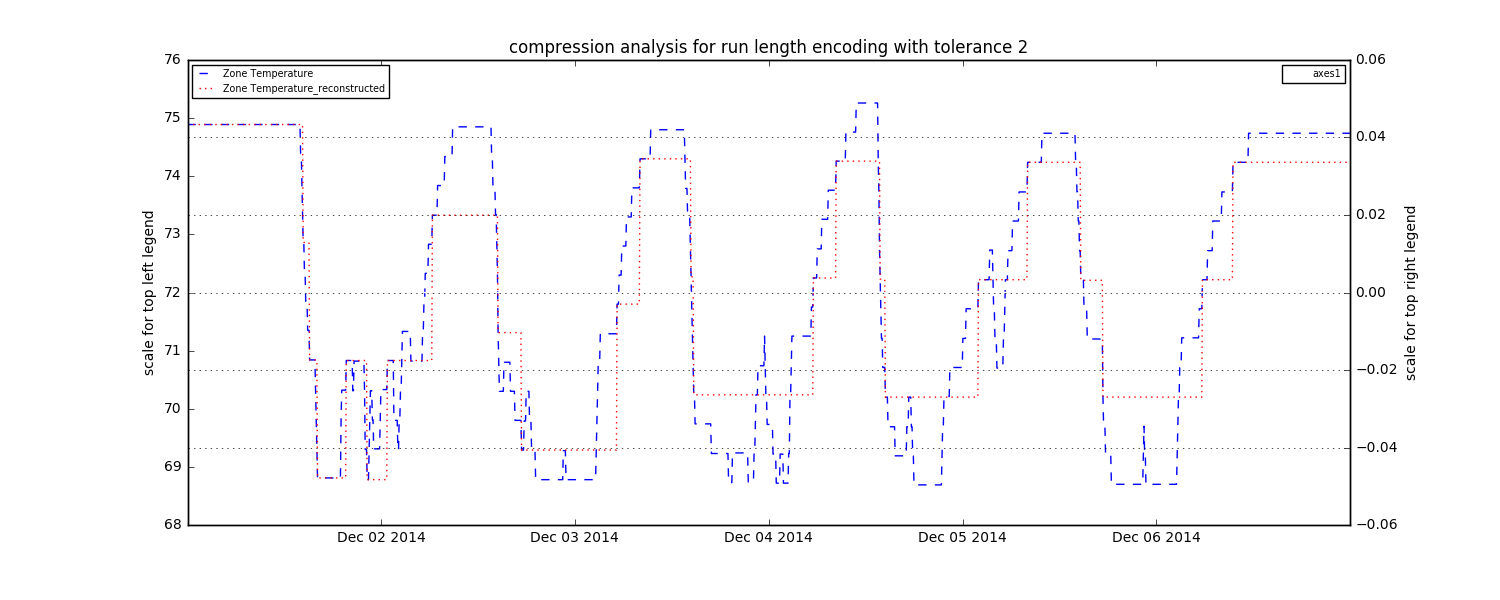 compression analysis for run length encoding with tolerance 2
76
75
74
73
72
71
70
69
68
scale for top left legend
Zone Temperature
Zone Temperature_reconstructed
axes1
0.06
0.04
0.02
0.00
−0.02
−0.04
−0.06
scale for top right legend
Dec 02 2014
Dec 03 2014
Dec 04 2014
Dec 05 2014
Dec 06 2014